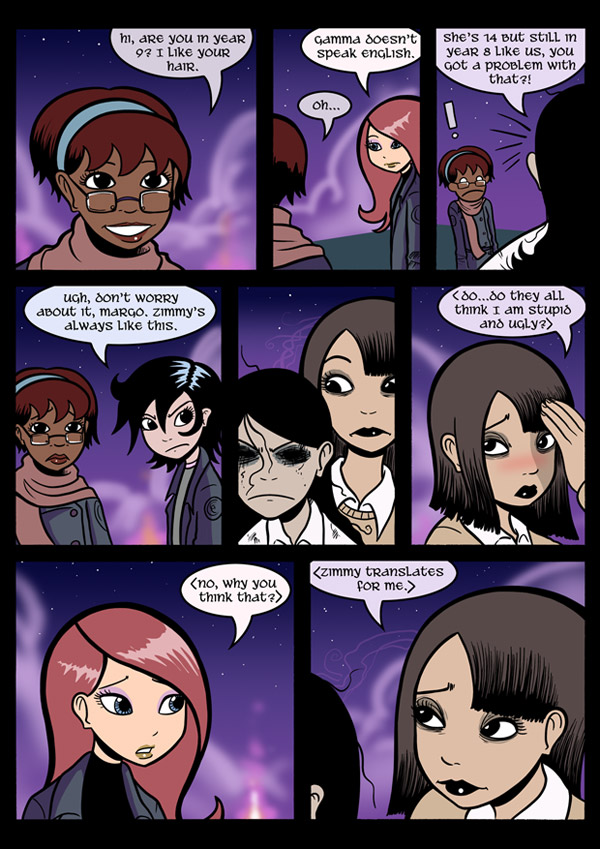 hi, are you in year
9? I like your
hair.
Gamma doesn't
speak english.
oh...
she's 14 but still in
year 8 like us, you
got a problem with
that?!
!
ugh, don't worry
about it, margo. zimmy's
always like this.
<do...do they all
think I am stupid
and ugly?>
<no, why you
think that?>
<zimmy translates
for me.>